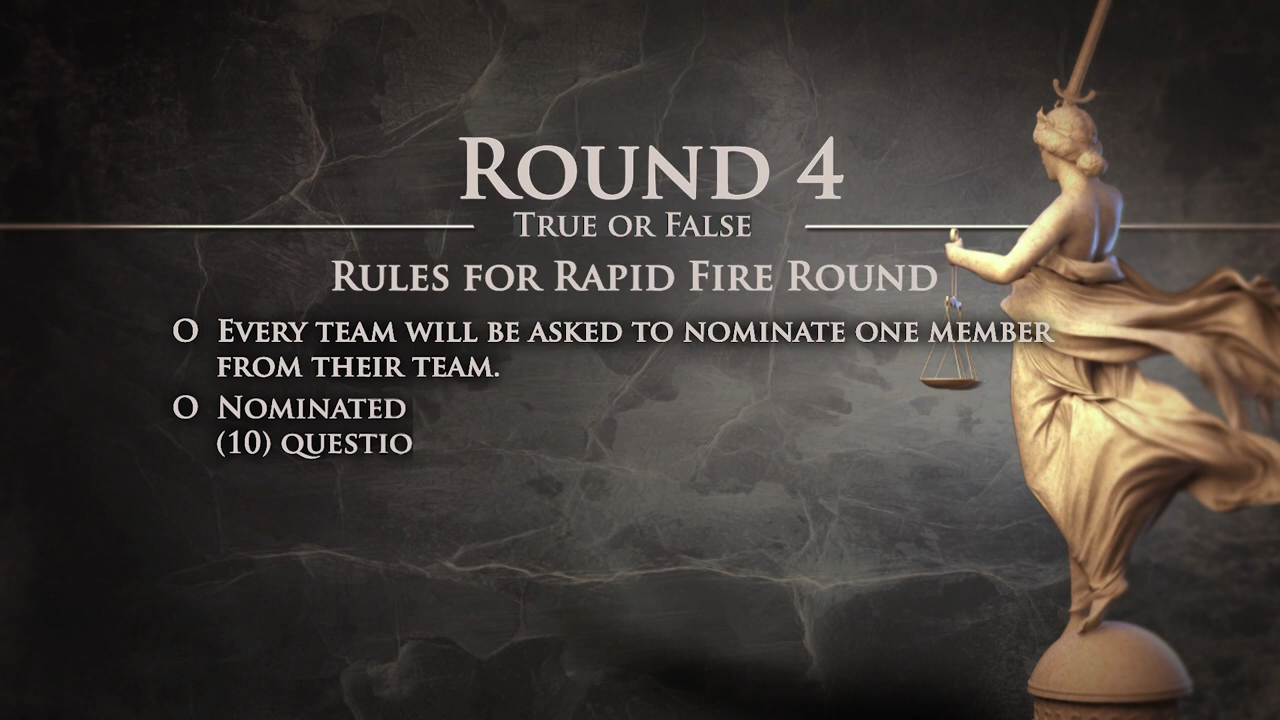 Round 4
True or False
Rules for Rapid Fire Round
O Every team will be asked to nominate one member
from their team.
O Nominated
(10) questio